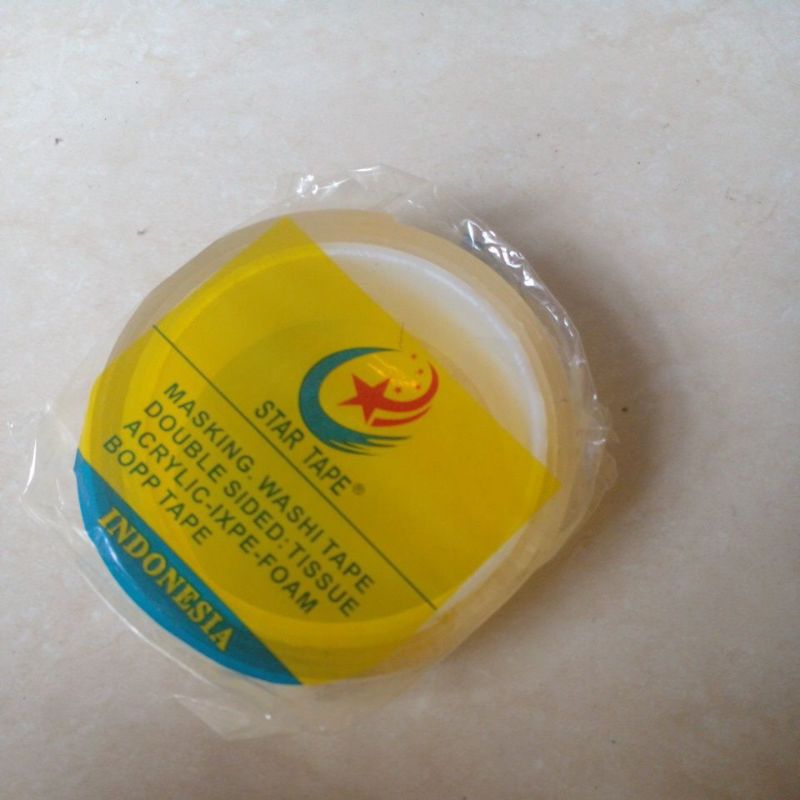 STAR TAPE®
MASKING. WASHI TAPE
DOUBLE SIDED-TISSUE
ACRYLIC-IXPE-FOAM
BOPP TAPE
INDONESIA